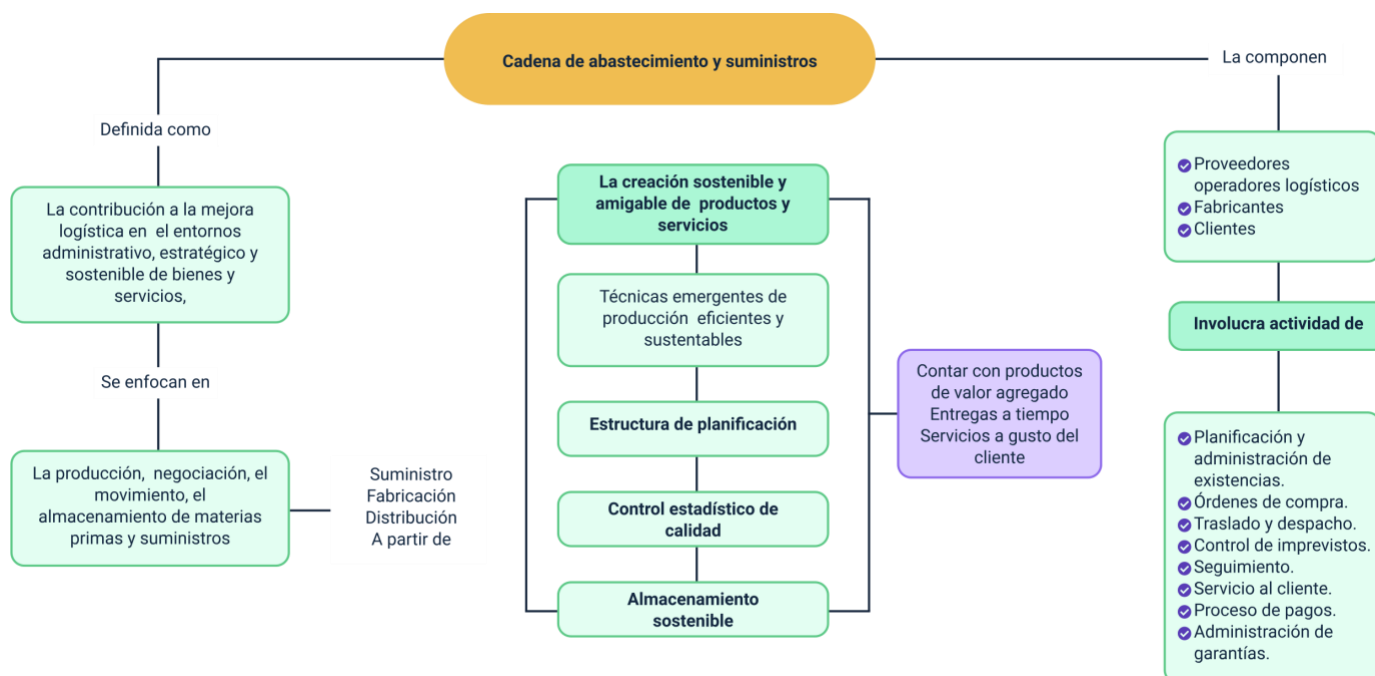 Cadena de abastecimiento y suministros
Definida como
La contribución a la mejora
logística en  el entornos
administrativo, estratégico y
sostenible de bienes y
servicios,
Se enfocan en
La producción,  negociación, el
movimiento, el
almacenamiento de materias
primas y suministros
Suministro
Fabricación
Distribución
A partir de
La creación sostenible y
amigable de  productos y
servicios
Técnicas emergentes de
producción  eficientes y
sustentables
Estructura de planificación
Control estadístico de
calidad
Almacenamiento
sostenible
Contar con productos
de valor agregado
Entregas a tiempo
Servicios a gusto del
cliente
La componen
Proveedores
operadores logísticos
Fabricantes
Clientes
Involucra actividad de
Planificación y
administración de
existencias.
Órdenes de compra.
Traslado y despacho.
Control de imprevistos.
Seguimiento.
Servicio al cliente.
Proceso de pagos.
Administración de
garantías.